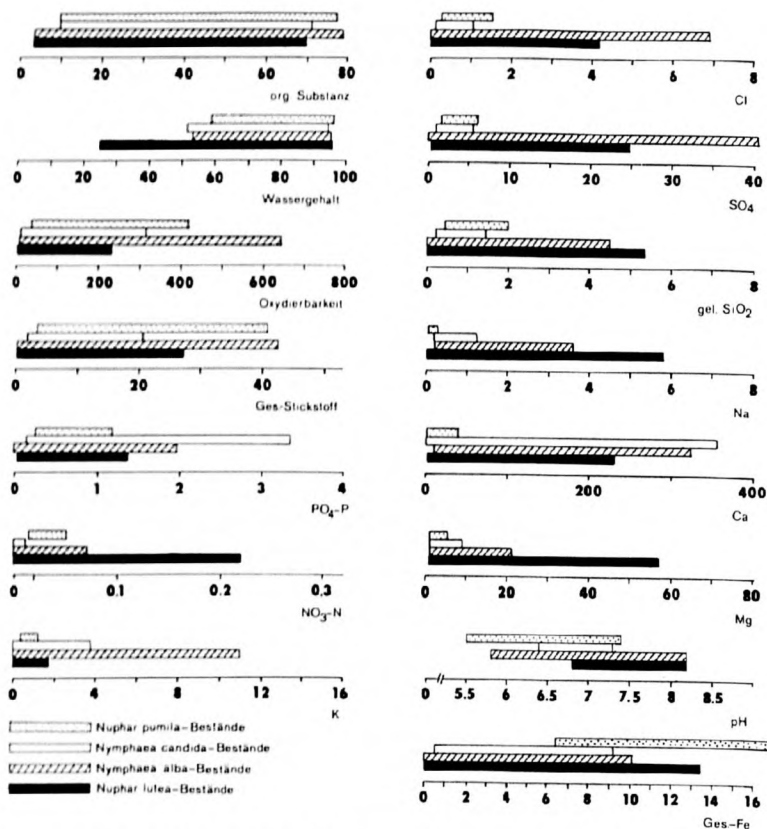 0 20 40 60 80
org. Substanz
0 20 40 60 80 100
Wassergehalt
0 200 400 600 800
Oxydierbarkeit
0 20 40
Ges-Stickstoff
0 1 2 3 4
PO4-P
0 0.1 0.2 0,3
NO3-N
0 4 8 12 16
K
Nuphar pumila-Bestände
Nymphaea candida-Bestände
Nymphaea alba-Bestände
Nuphar lutea-Bestände
0 2 4 6 8
Cl
0 10 20 30 40
SO4
0 2 4 6 8
gel. SiO2
0 2 4 6 8
Na
0 200 400
Ca
0 20 40 60 80
Mg
0 5.5 6 6.5 7 7.5 8 8.5
pH
0 2 4 6 8 10 12 14 16
Ges.-Fe